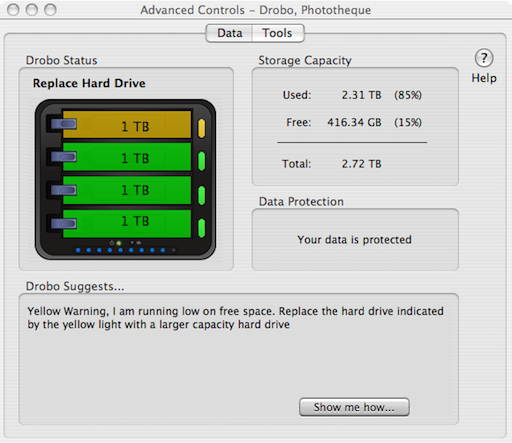 Advanced Controls – Drobo, Phototheque
Data Tools
Drobo Status
Replace Hard Drive
1 TB
1 TB
1 TB
1 TB
Storage Capacity
Used: 2.31 TB (85%)
Free: 416.34 GB (15%)
Total: 2.72 TB
?
Help
Data Protection
Your data is protected
Drobo Suggests...
Yellow Warning, I am running low on free space. Replace the hard drive indicated
by the yellow light with a larger capacity hard drive
Show me how...